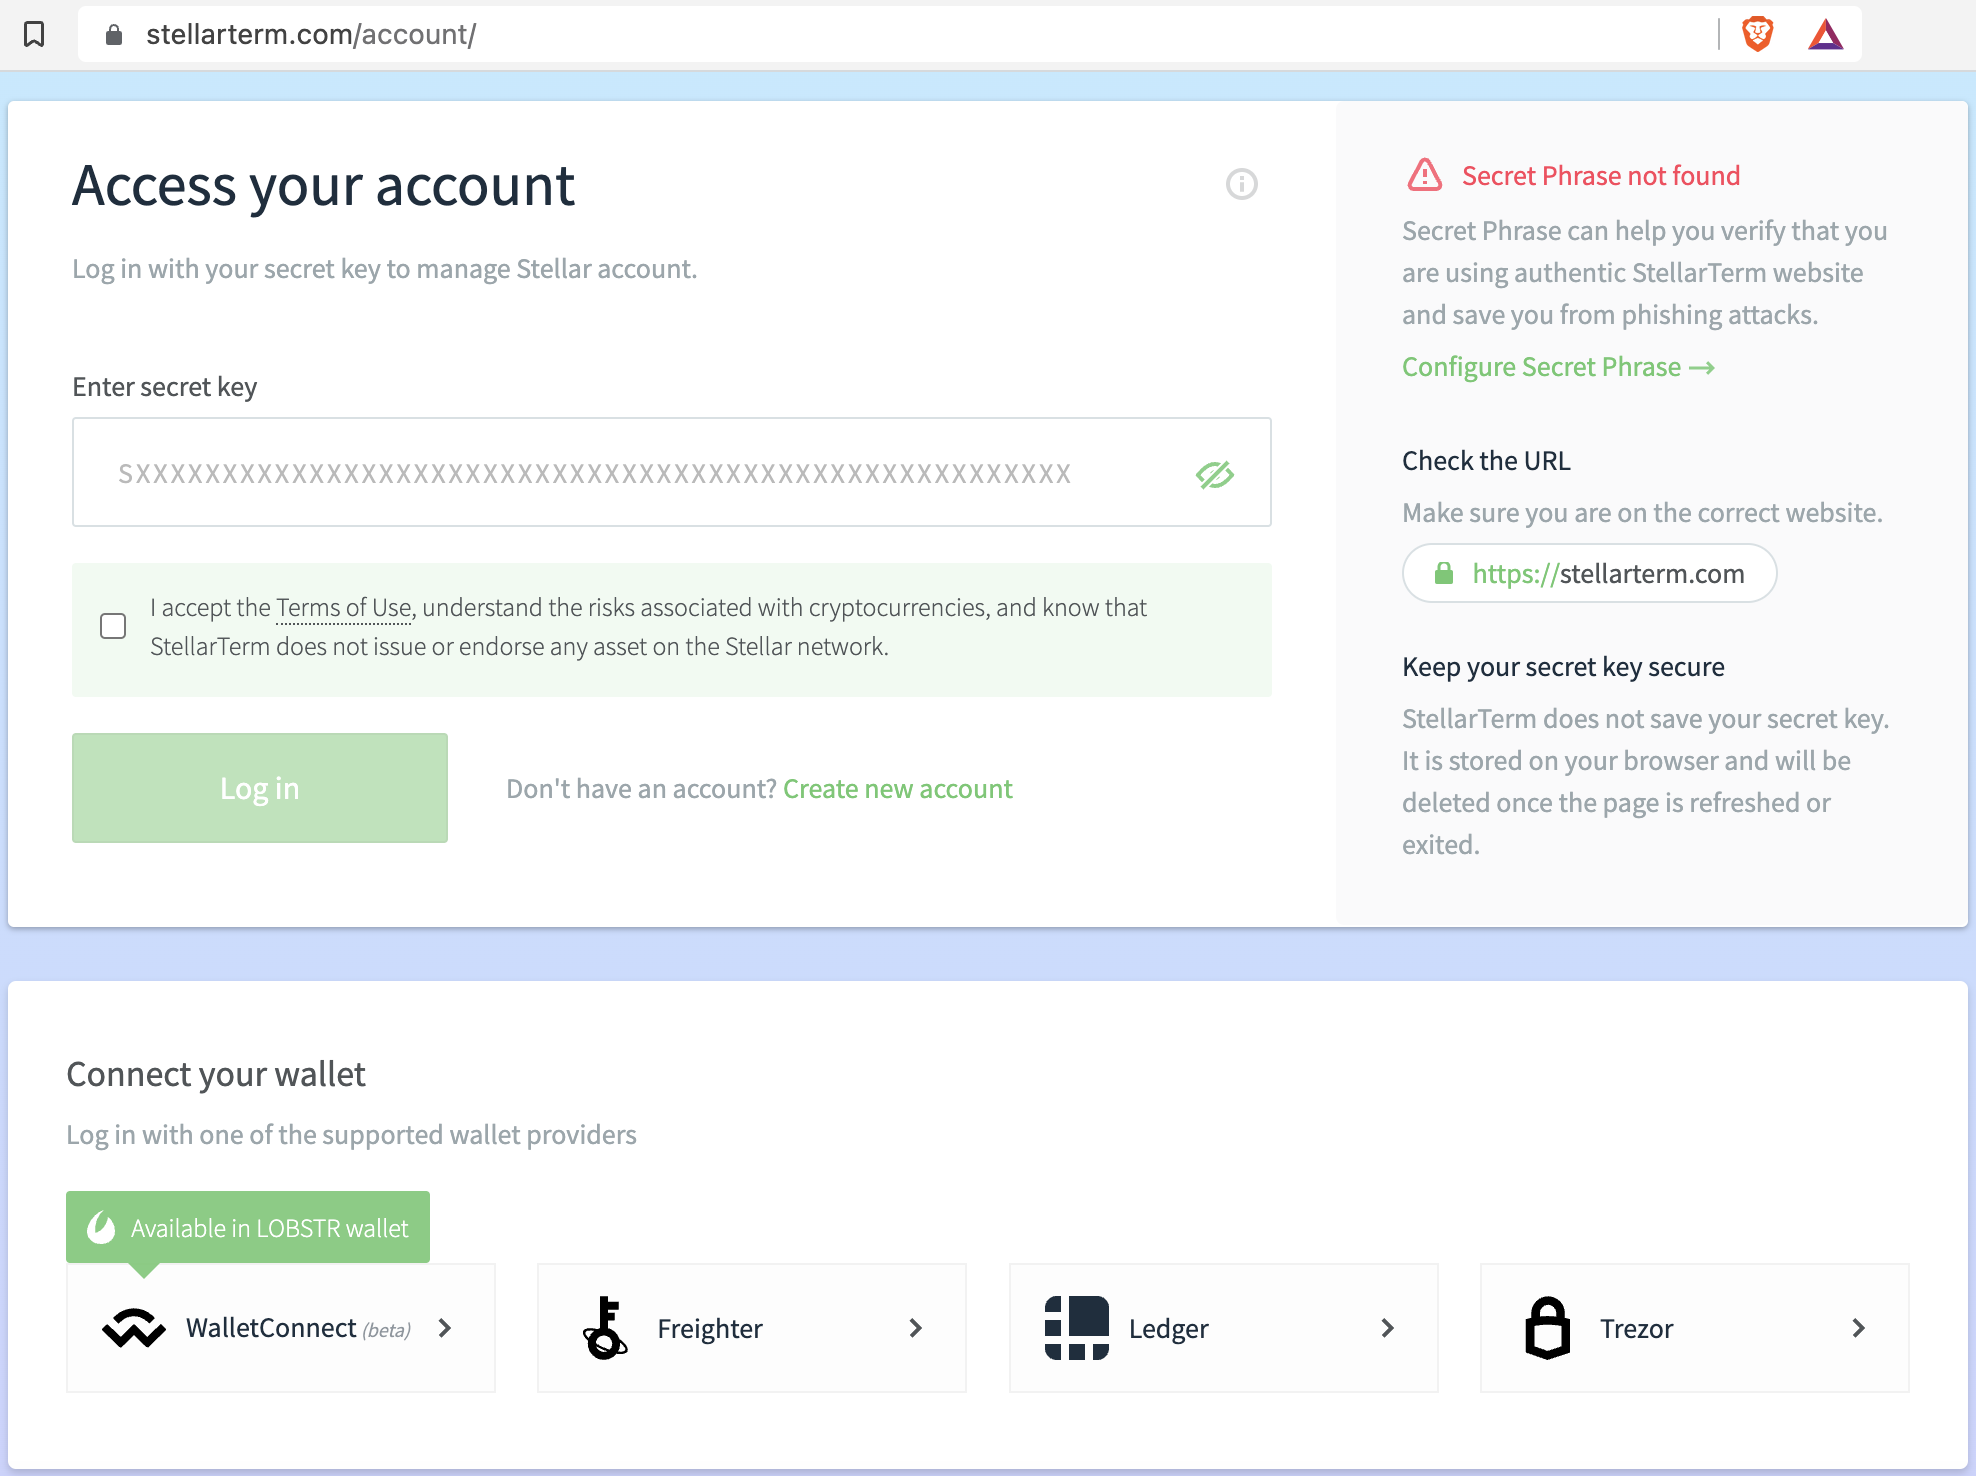 stellarterm.com/account/
Access your account
Log in with your secret key to manage Stellar account.
Enter secret key
SXXXXXXXXXXXXXXXXXXXXXXXXXXXXXXXXXXXXXXXXXXXXXXXXXXXXXX
I accept the Terms of Use, understand the risks associated with cryptocurrencies, and know that
StellarTerm does not issue or endorse any asset on the Stellar network.
Log in
Don't have an account? Create new account
Secret Phrase not found
Secret Phrase can help you verify that you
are using authentic StellarTerm website
and save you from phishing attacks.
Configure Secret Phrase →
Check the URL
Make sure you are on the correct website.
https://stellarterm.com
Keep your secret key secure
StellarTerm does not save your secret key.
It is stored on your browser and will be
deleted once the page is refreshed or
exited.
Connect your wallet
Log in with one of the supported wallet providers
Available in LOBSTR wallet
WalletConnect (beta)
Freighter
Ledger
Trezor